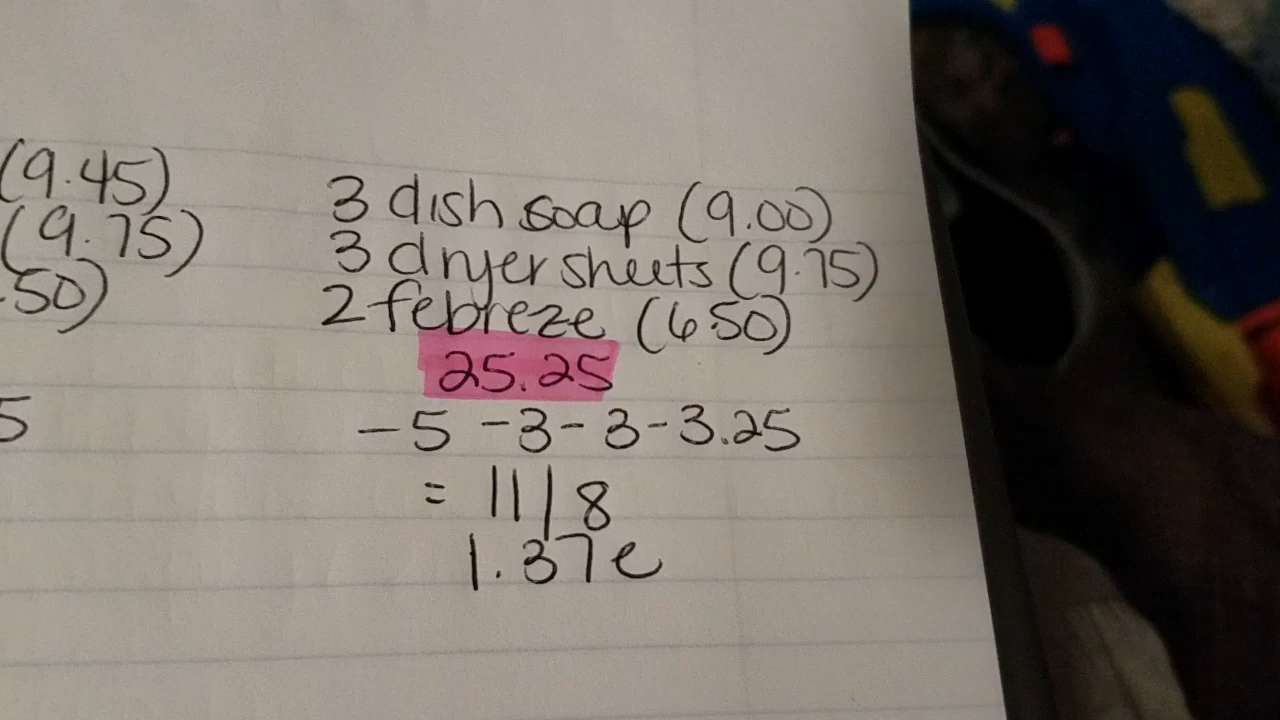 (9.45)
(9.75)
.50)
5
3 dish soap (9.00)
3 dryer sheets (9.75)
2 febreze (6.50)
25.25
-5 -3 - 3 - 3.25
= 11 / 8
1.37e